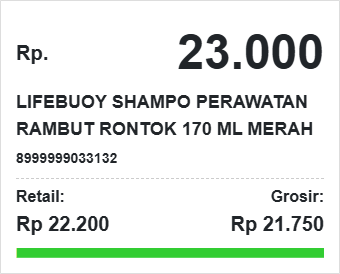 Rp. 23.000
LIFEBUOY SHAMPO PERAWATAN
RAMBUT RONTOK 170 ML MERAH
8999999033132
Retail: Grosir:
Rp 22.200 Rp 21.750